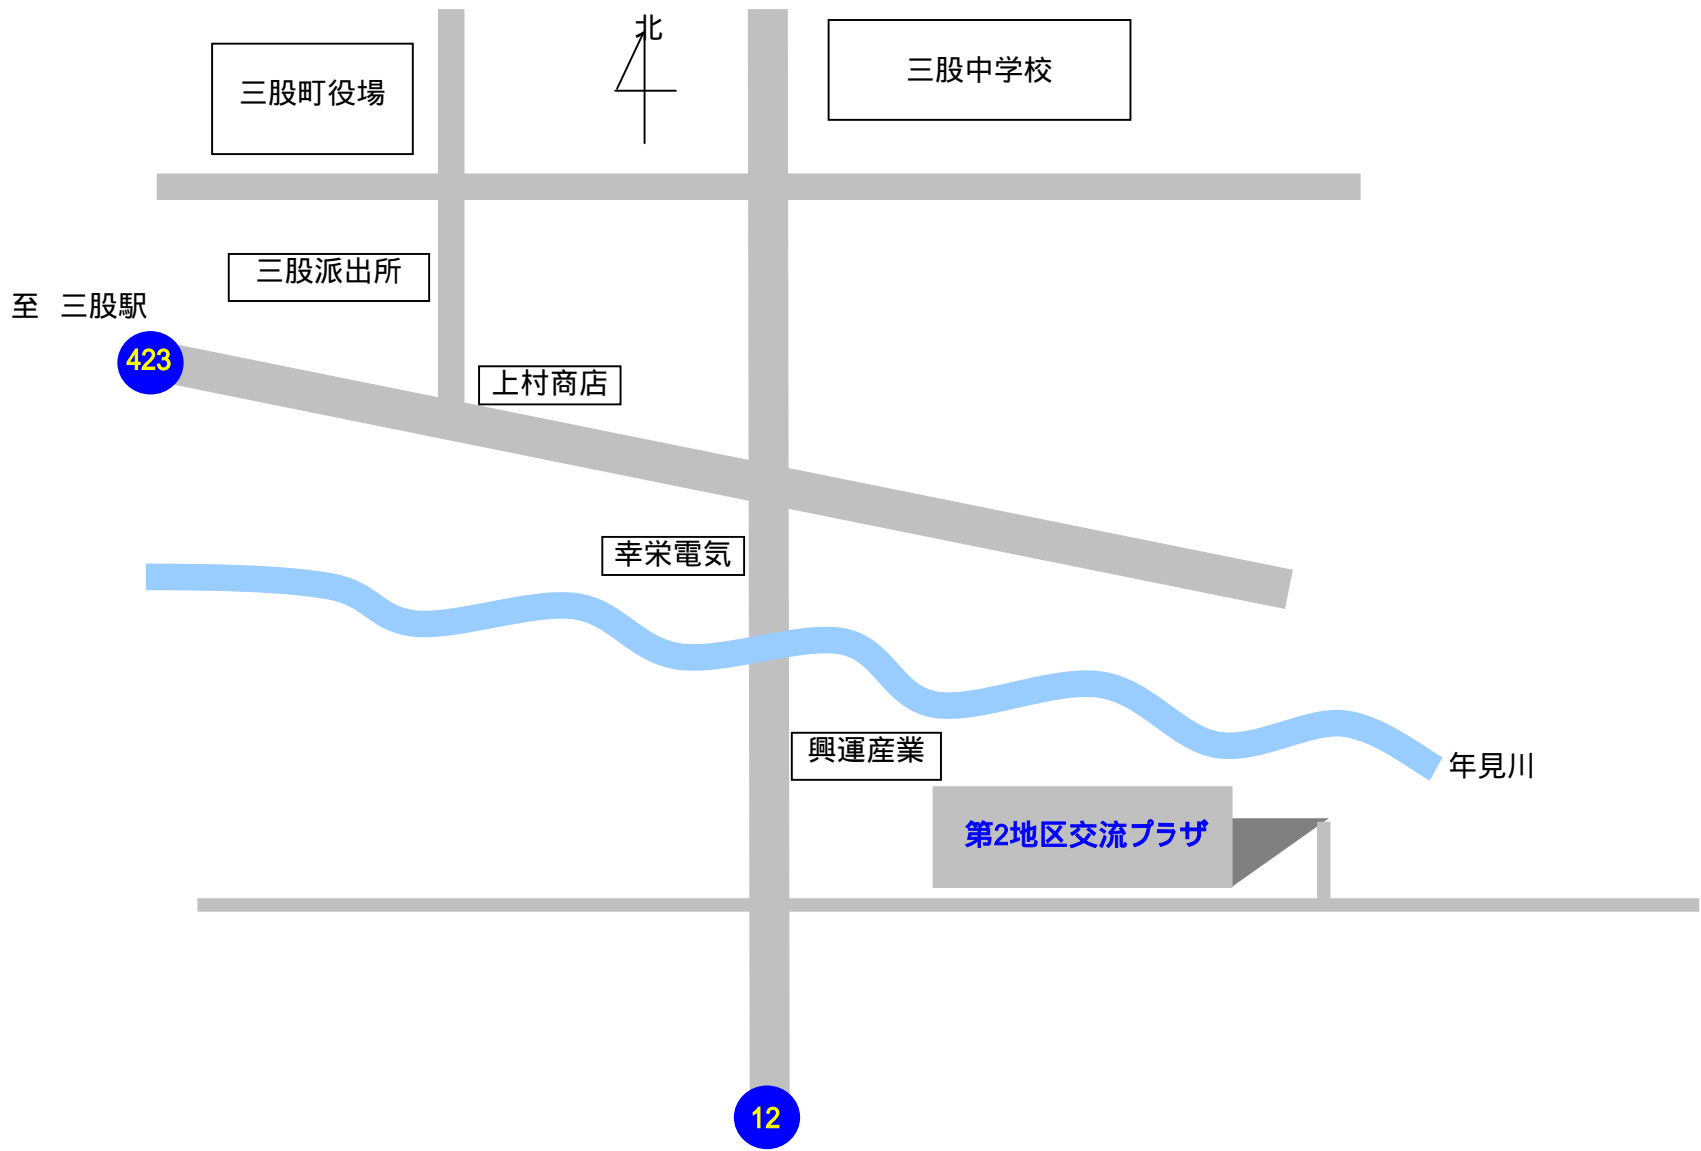 北
三股町役場
三股中学校
三股派出所
至 三股駅
423
上村商店
幸栄電気
興運産業
年見川
第2地区交流プラザ
12